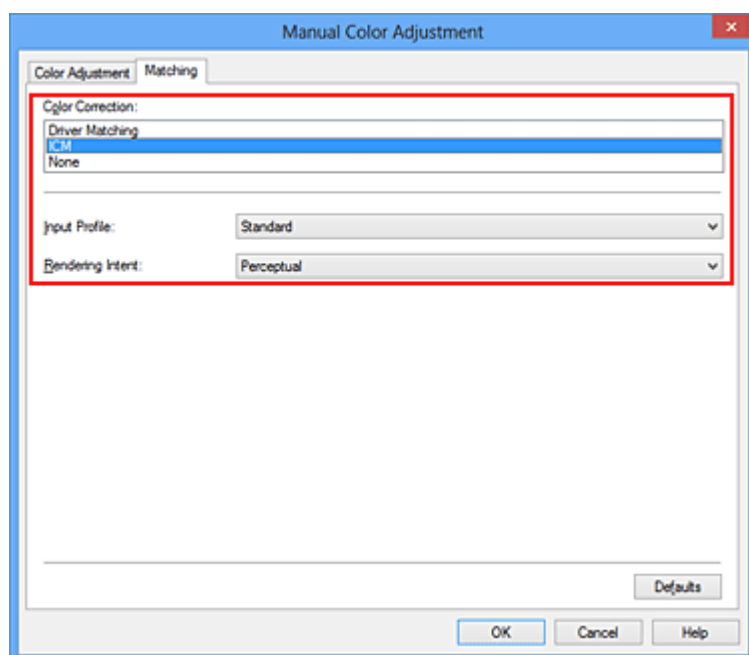 Manual Color Adjustment
Color Adjustment Matching
Color Correction:
Driver Matching
ICM
None
Input Profile: Standard
Rendering Intent: Perceptual
Defaults
OK Cancel Help